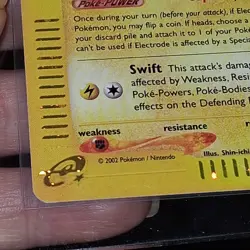 Poké-POWER
Once during your turn (before your attack), if Elec
Pokémon, you may flip a coin. If heads, choose
your discard pile and attach it to 1 of your Poké
can't be used if Electrode is affected by a Speci
Swift This attack's damag
affected by Weakness, Resi
Poké-Powers, Poké-Bodies
effects on the Defending
weakness
resistance
© 2002 Pokémon / Nintendo
Illus. Shin-ichi